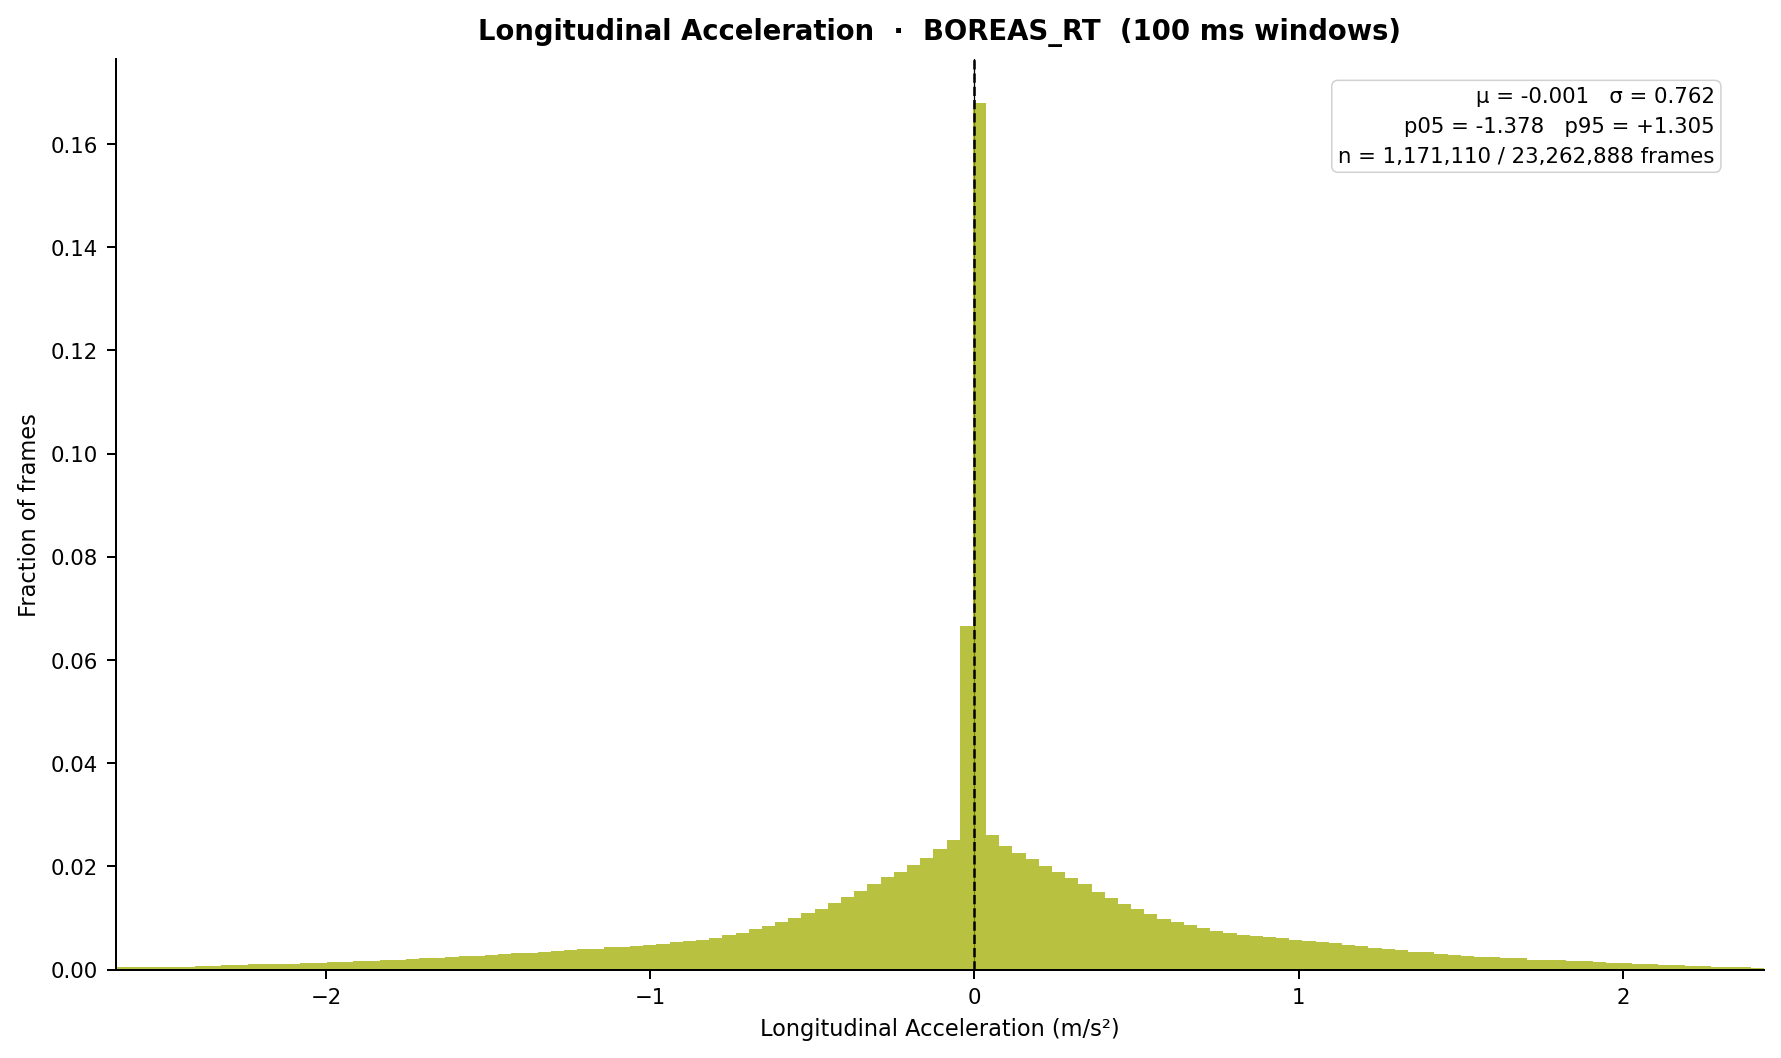 Longitudinal Acceleration · BOREAS_RT (100 ms windows)
μ = -0.001 σ = 0.762
p05 = -1.378 p95 = +1.305
n = 1,171,110 / 23,262,888 frames
Fraction of frames
0.16
0.14
0.12
0.10
0.08
0.06
0.04
0.02
0.00
−2 −1 0 1 2
Longitudinal Acceleration (m/s²)